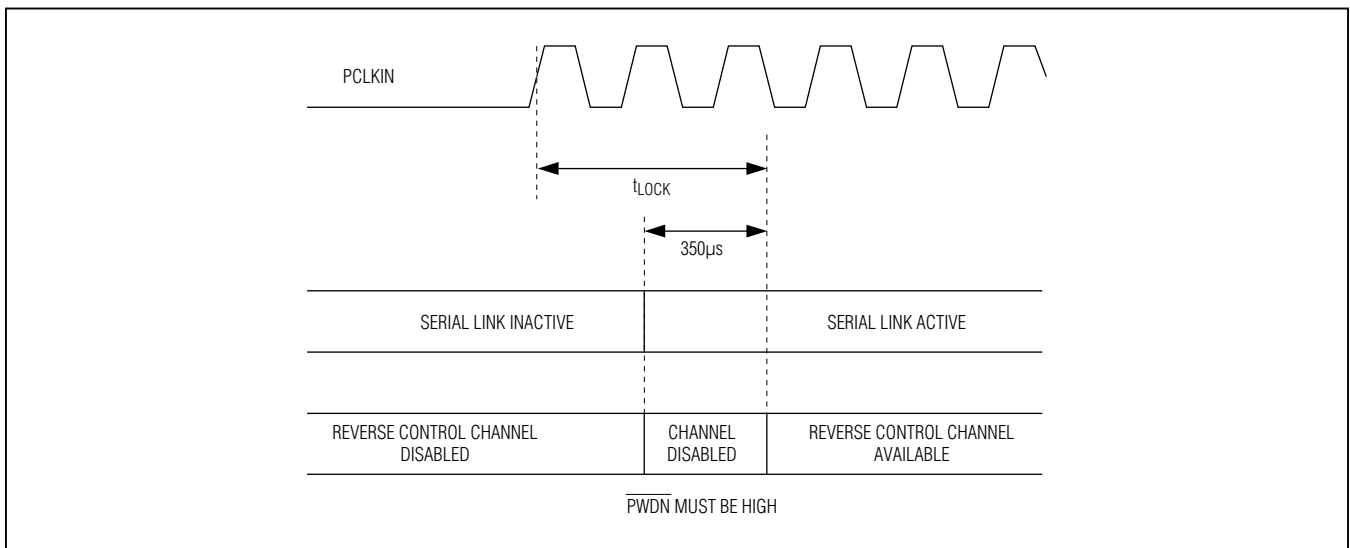 PCLKIN
tLOCK
350µs
SERIAL LINK INACTIVE
SERIAL LINK ACTIVE
REVERSE CONTROL CHANNEL
DISABLED
CHANNEL
DISABLED
REVERSE CONTROL CHANNEL
AVAILABLE
PWDN MUST BE HIGH